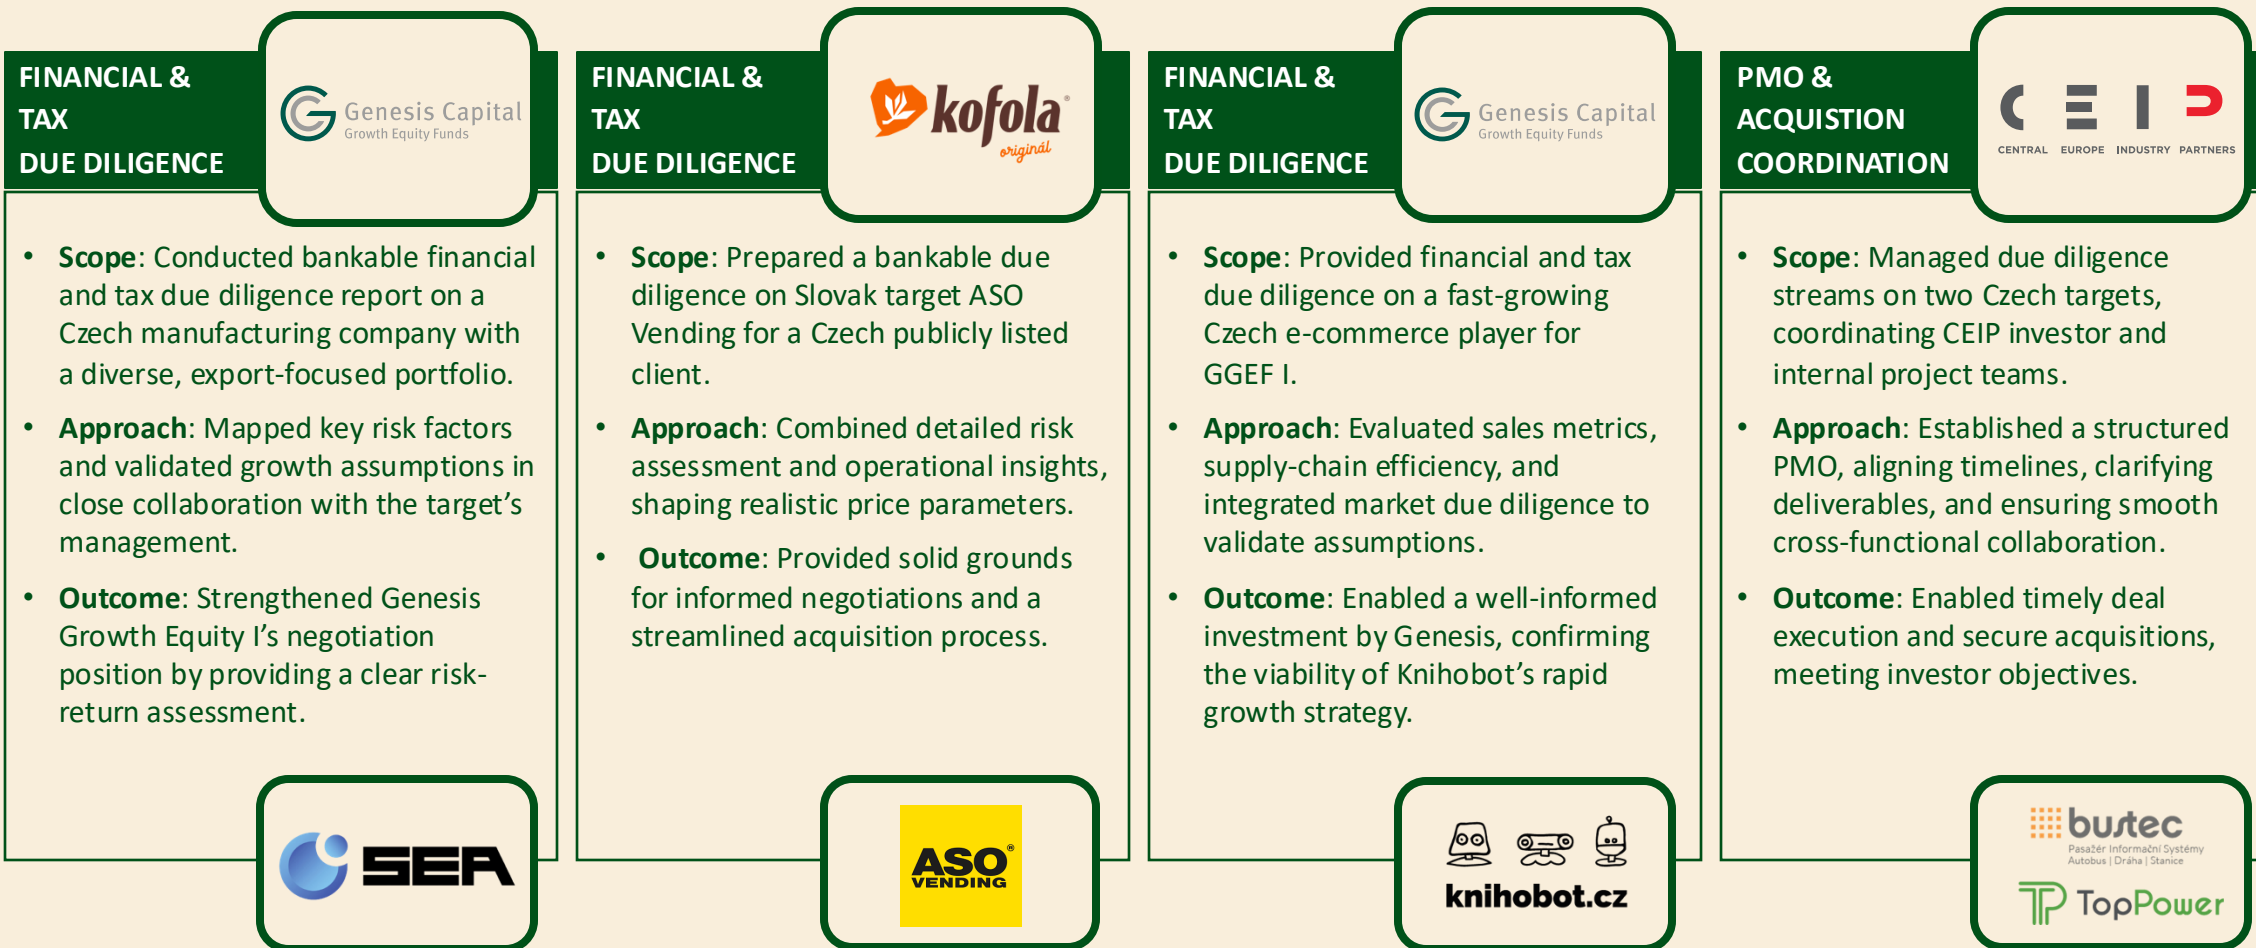 FINANCIAL &
TAX
DUE DILIGENCE
Genesis Capital
Growth Equity Funds
• Scope: Conducted bankable financial
and tax due diligence report on a
Czech manufacturing company with
a diverse, export-focused portfolio.
• Approach: Mapped key risk factors
and validated growth assumptions in
close collaboration with the target’s
management.
• Outcome: Strengthened Genesis
Growth Equity I’s negotiation
position by providing a clear risk-
return assessment.
SEA
FINANCIAL &
TAX
DUE DILIGENCE
kofola®
originál
• Scope: Prepared a bankable due
diligence on Slovak target ASO
Vending for a Czech publicly listed
client.
• Approach: Combined detailed risk
assessment and operational insights,
shaping realistic price parameters.
• Outcome: Provided solid grounds
for informed negotiations and a
streamlined acquisition process.
ASO®
VENDING
FINANCIAL &
TAX
DUE DILIGENCE
Genesis Capital
Growth Equity Funds
• Scope: Provided financial and tax
due diligence on a fast-growing
Czech e-commerce player for
GGEF I.
• Approach: Evaluated sales metrics,
supply-chain efficiency, and
integrated market due diligence to
validate assumptions.
• Outcome: Enabled a well-informed
investment by Genesis, confirming
the viability of Knihobot’s rapid
growth strategy.
knihobot.cz
PMO &
ACQUISTION
COORDINATION
CEIP
CENTRAL EUROPE INDUSTRY PARTNERS
• Scope: Managed due diligence
streams on two Czech targets,
coordinating CEIP investor and
internal project teams.
• Approach: Established a structured
PMO, aligning timelines, clarifying
deliverables, and ensuring smooth
cross-functional collaboration.
• Outcome: Enabled timely deal
execution and secure acquisitions,
meeting investor objectives.
bustec
Pasažér Informační Systémy
Autobus | Dráha | Stanice
TopPower